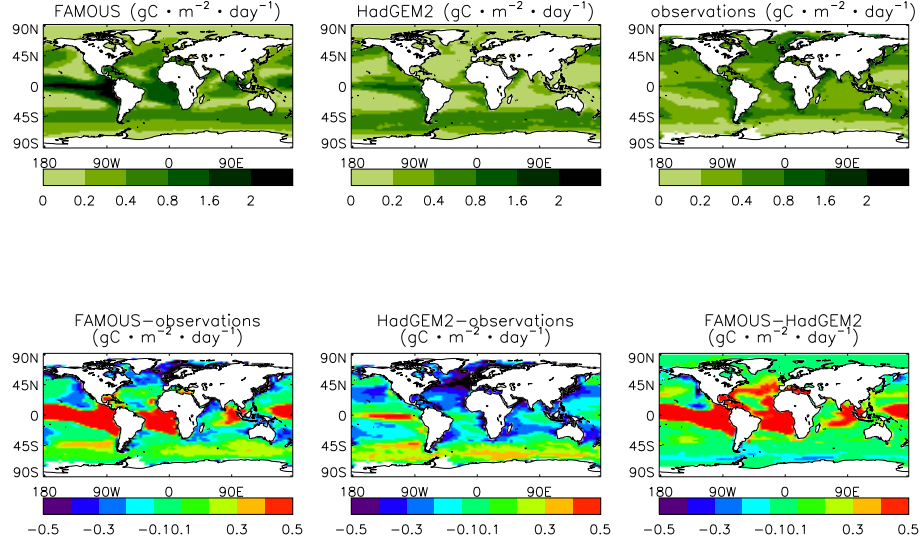 FAMOUS (gC · m⁻² · day⁻¹) HadGEM2 (gC · m⁻² · day⁻¹) observations (gC · m⁻² · day⁻¹)
90N 90N 90N
45N 45N 45N
0 0 0
45S 45S 45S
90S 90S 90S
180 90W 0 90E 180 90W 0 90E 180 90W 0 90E
0 0.2 0.4 0.8 1.6 2 0 0.2 0.4 0.8 1.6 2 0 0.2 0.4 0.8 1.6 2
FAMOUS−observations HadGEM2−observations FAMOUS−HadGEM2
(gC · m⁻² · day⁻¹) (gC · m⁻² · day⁻¹) (gC · m⁻² · day⁻¹)
90N 90N 90N
45N 45N 45N
0 0 0
45S 45S 45S
90S 90S 90S
180 90W 0 90E 180 90W 0 90E 180 90W 0 90E
−0.5 −0.3 −0.10.1 0.3 0.5 −0.5 −0.3 −0.10.1 0.3 0.5 −0.5 −0.3 −0.10.1 0.3 0.5